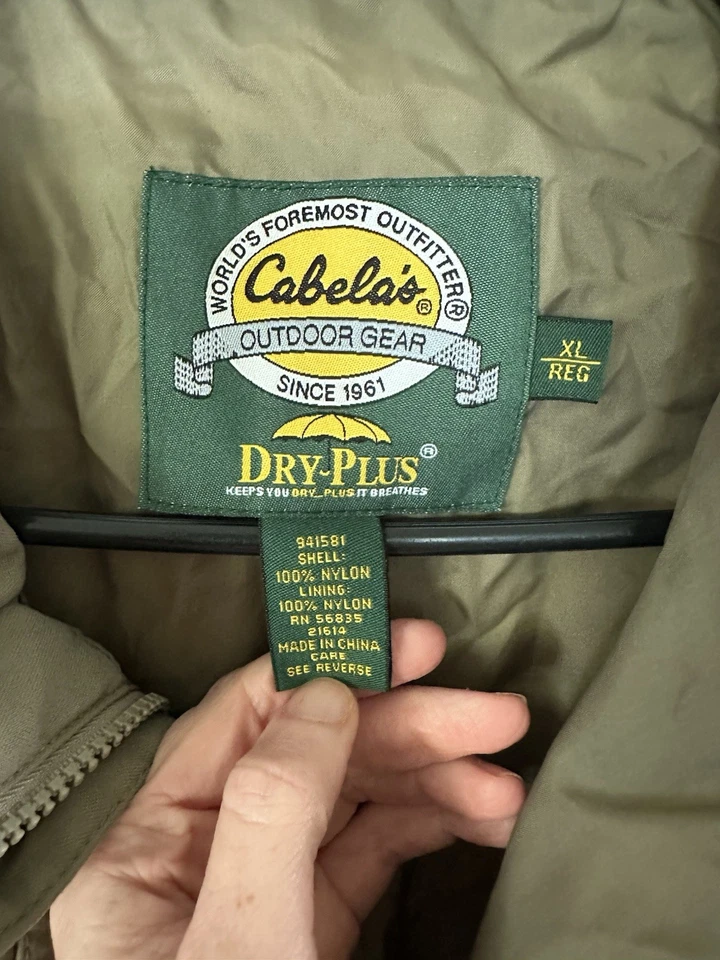 WORLD'S FOREMOST OUTFITTER®
Cabela's®
OUTDOOR GEAR
SINCE 1961
XL
REG
DRY-PLUS®
KEEPS YOU DRY-PLUS IT BREATHES
941581
SHELL:
100% NYLON
LINING:
100% NYLON
RN 56835
21614
MADE IN CHINA
CARE
SEE REVERSE